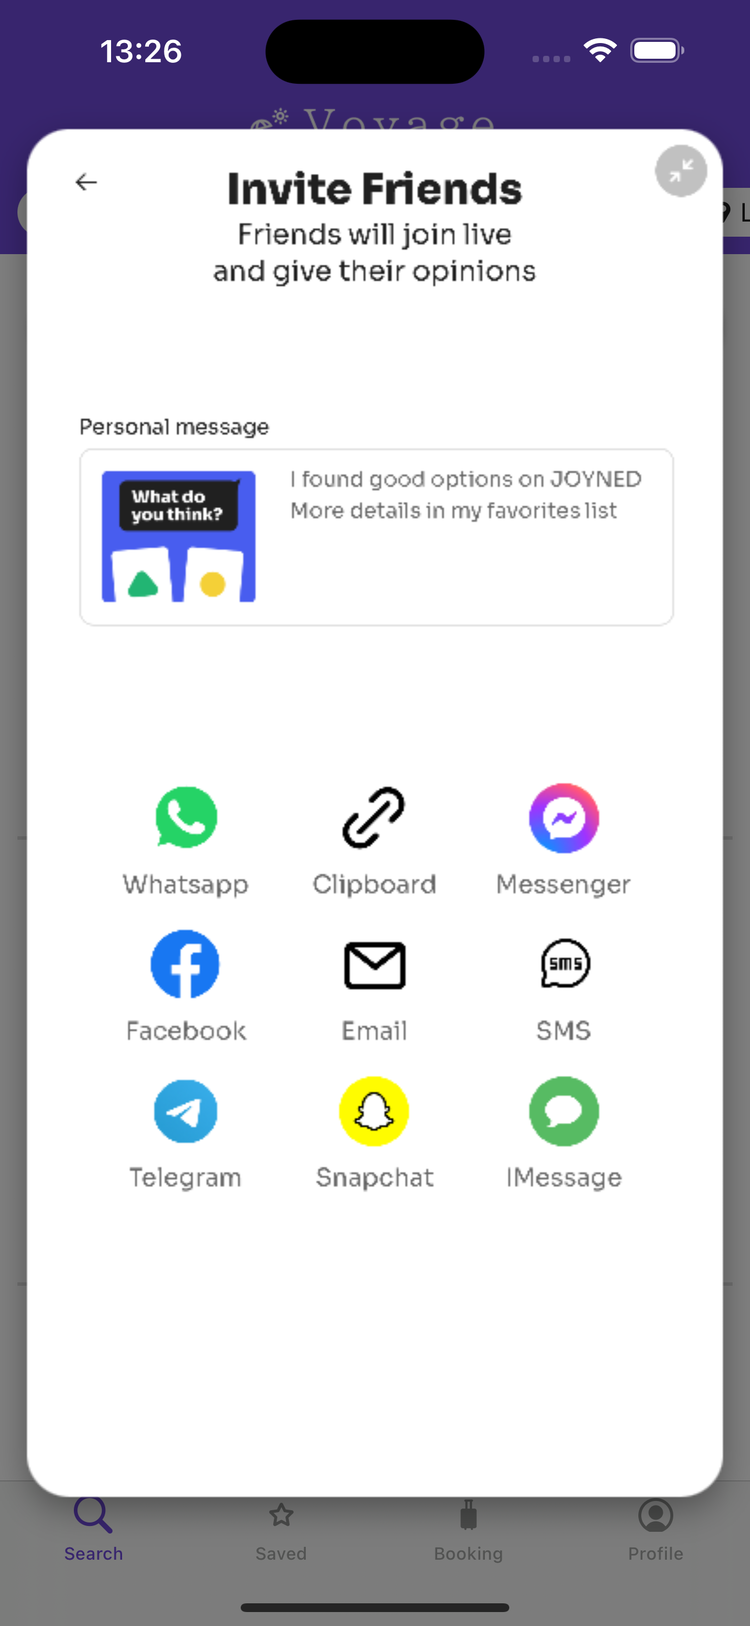 13:26
Voyage
L
Invite Friends
Friends will join live
and give their opinions
Personal message
What do
you think?
I found good options on JOYNED
More details in my favorites list
Whatsapp
Clipboard
Messenger
Facebook
sms
Email
SMS
Telegram
Snapchat
IMessage
Search
Saved
Booking
Profile